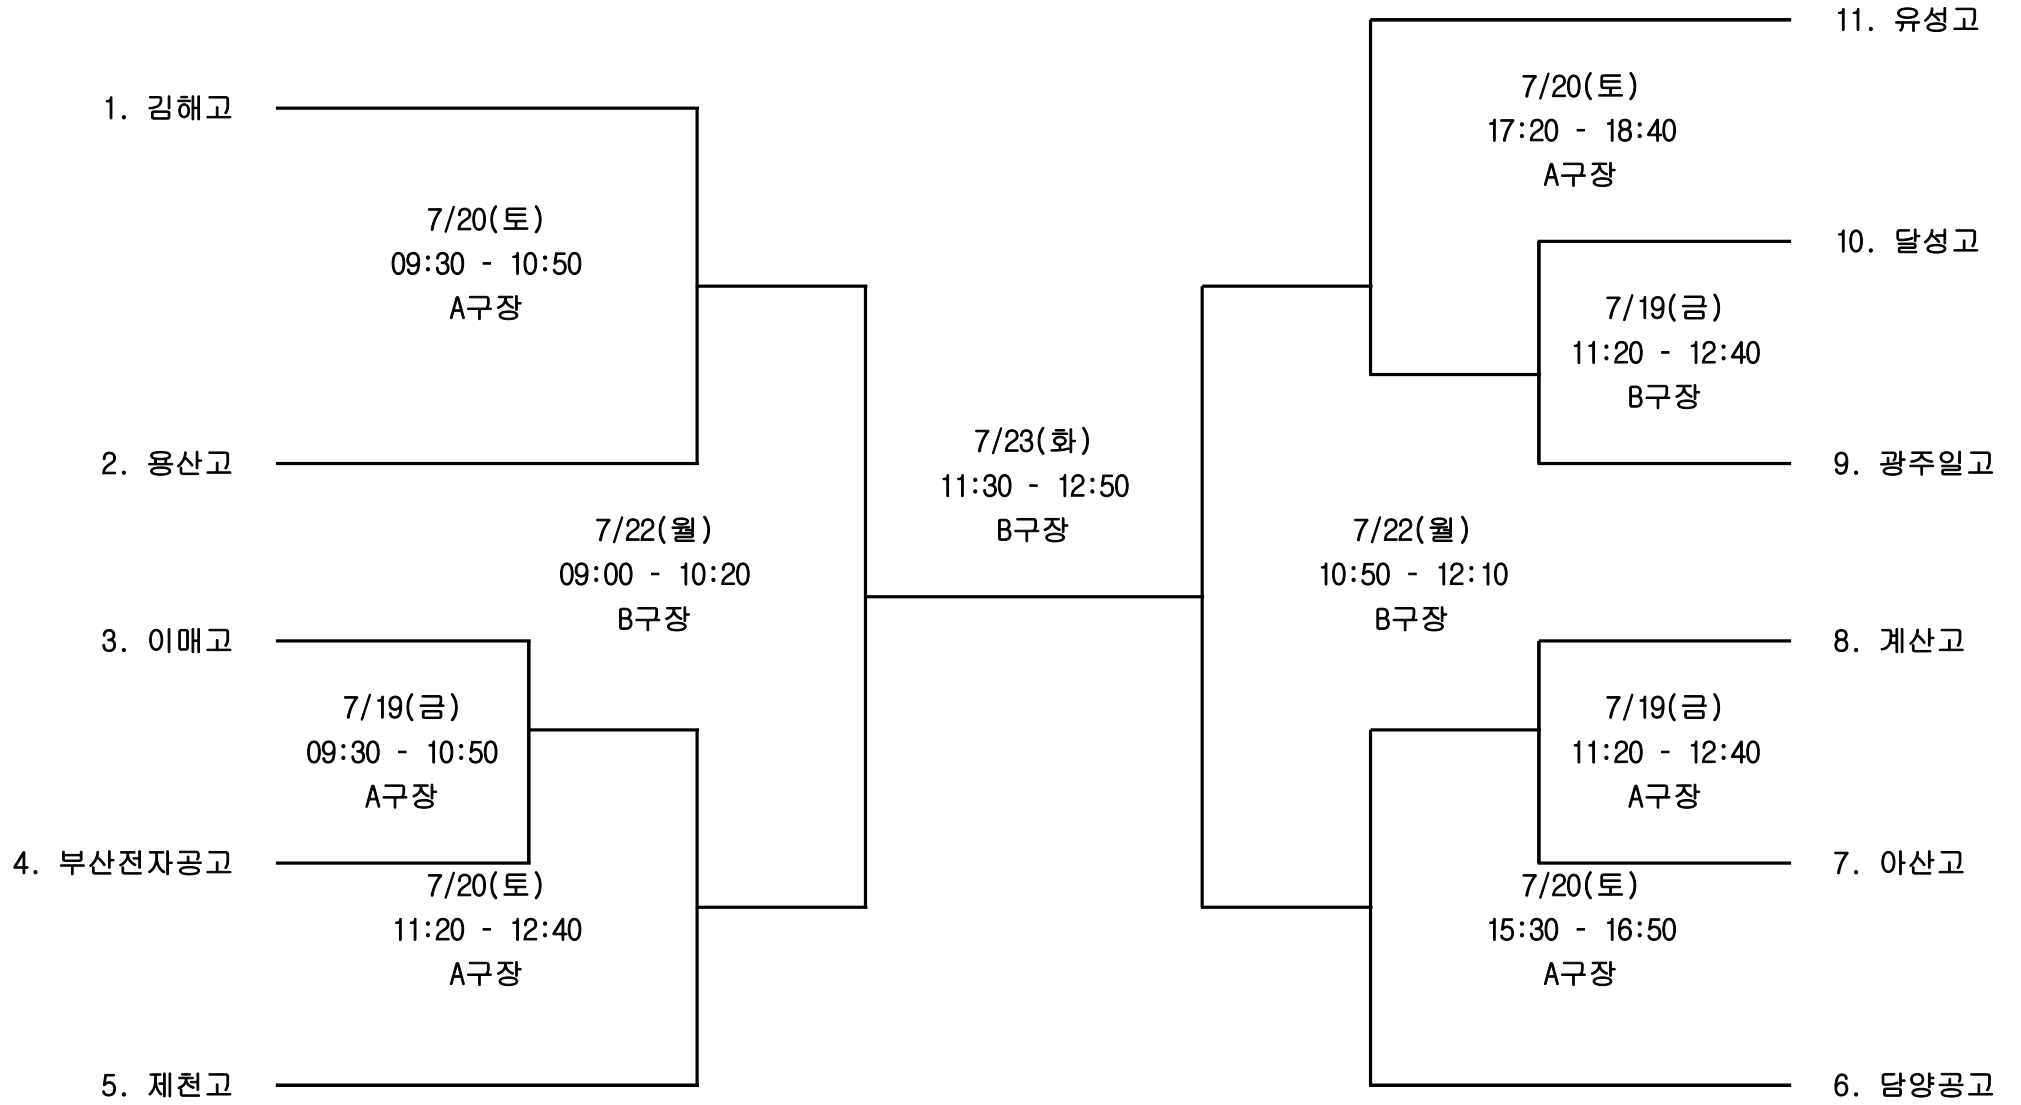 11. 유성고
7/20(토)
17:20 - 18:40
A구장
1. 김해고
7/20(토)
09:30 - 10:50
A구장
10. 달성고
7/19(금)
11:20 - 12:40
B구장
2. 용산고
9. 광주일고
7/23(화)
11:30 - 12:50
B구장
7/22(월)
09:00 - 10:20
B구장
7/22(월)
10:50 - 12:10
B구장
3. 이매고
8. 계산고
7/19(금)
09:30 - 10:50
A구장
7/19(금)
11:20 - 12:40
A구장
4. 부산전자공고
7. 아산고
7/20(토)
11:20 - 12:40
A구장
7/20(토)
15:30 - 16:50
A구장
5. 제천고
6. 담양공고